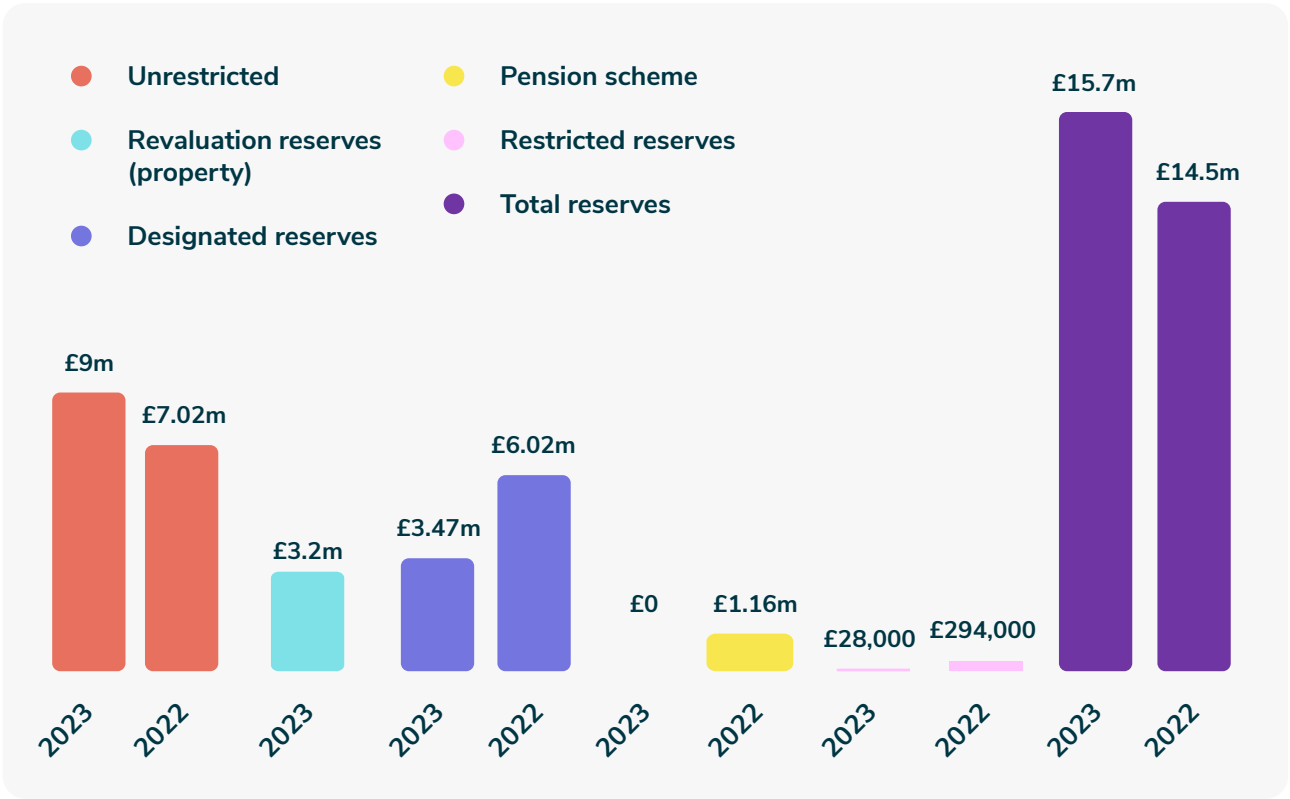 Unrestricted
Revaluation reserves
(property)
Designated reserves
Pension scheme
Restricted reserves
Total reserves
£9m
£7.02m
£3.2m
£3.47m
£6.02m
£0
£1.16m
£28,000
£294,000
£15.7m
£14.5m
2023
2022
2023
2023
2022
2023
2022
2023
2022
2023
2022